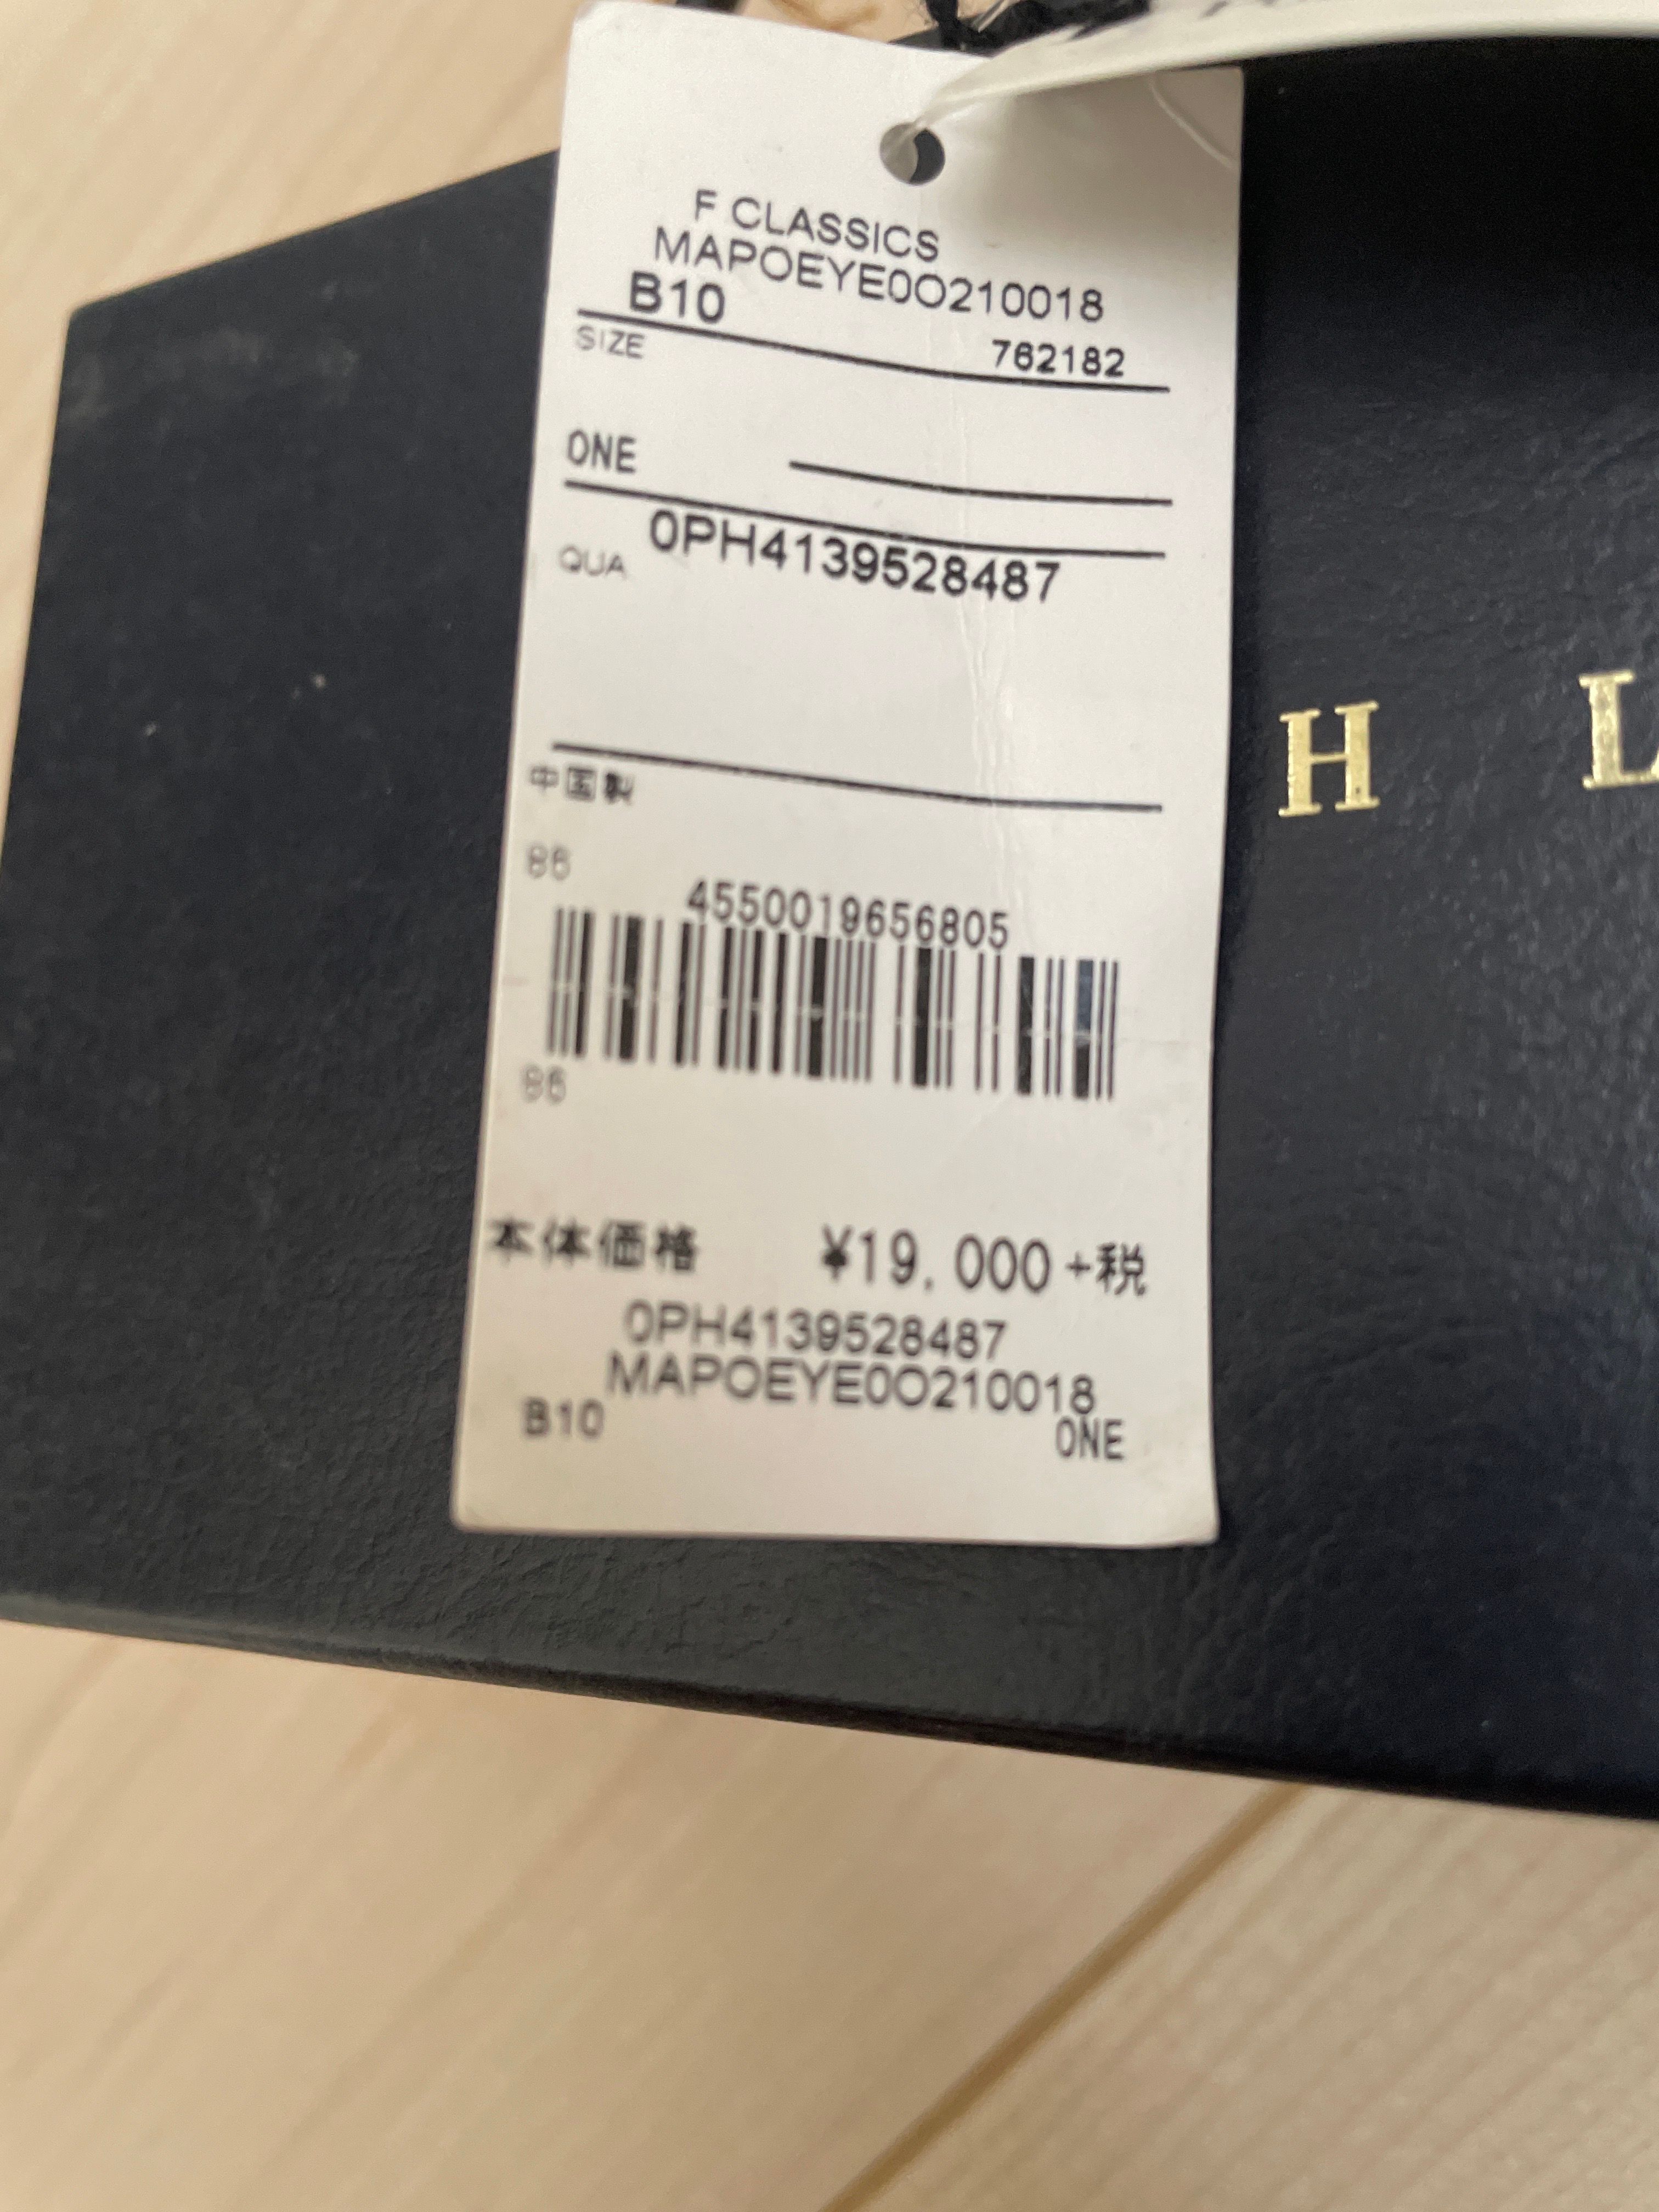 F CLASSICS
MAPOEYE0O210018
B10
SIZE 762182
ONE
QUA 0PH4139528487
中国製
86
4550019656805
86
本体価格 ¥19,000+税
0PH4139528487
MAPOEYE0O210018
B10 ONE
H L